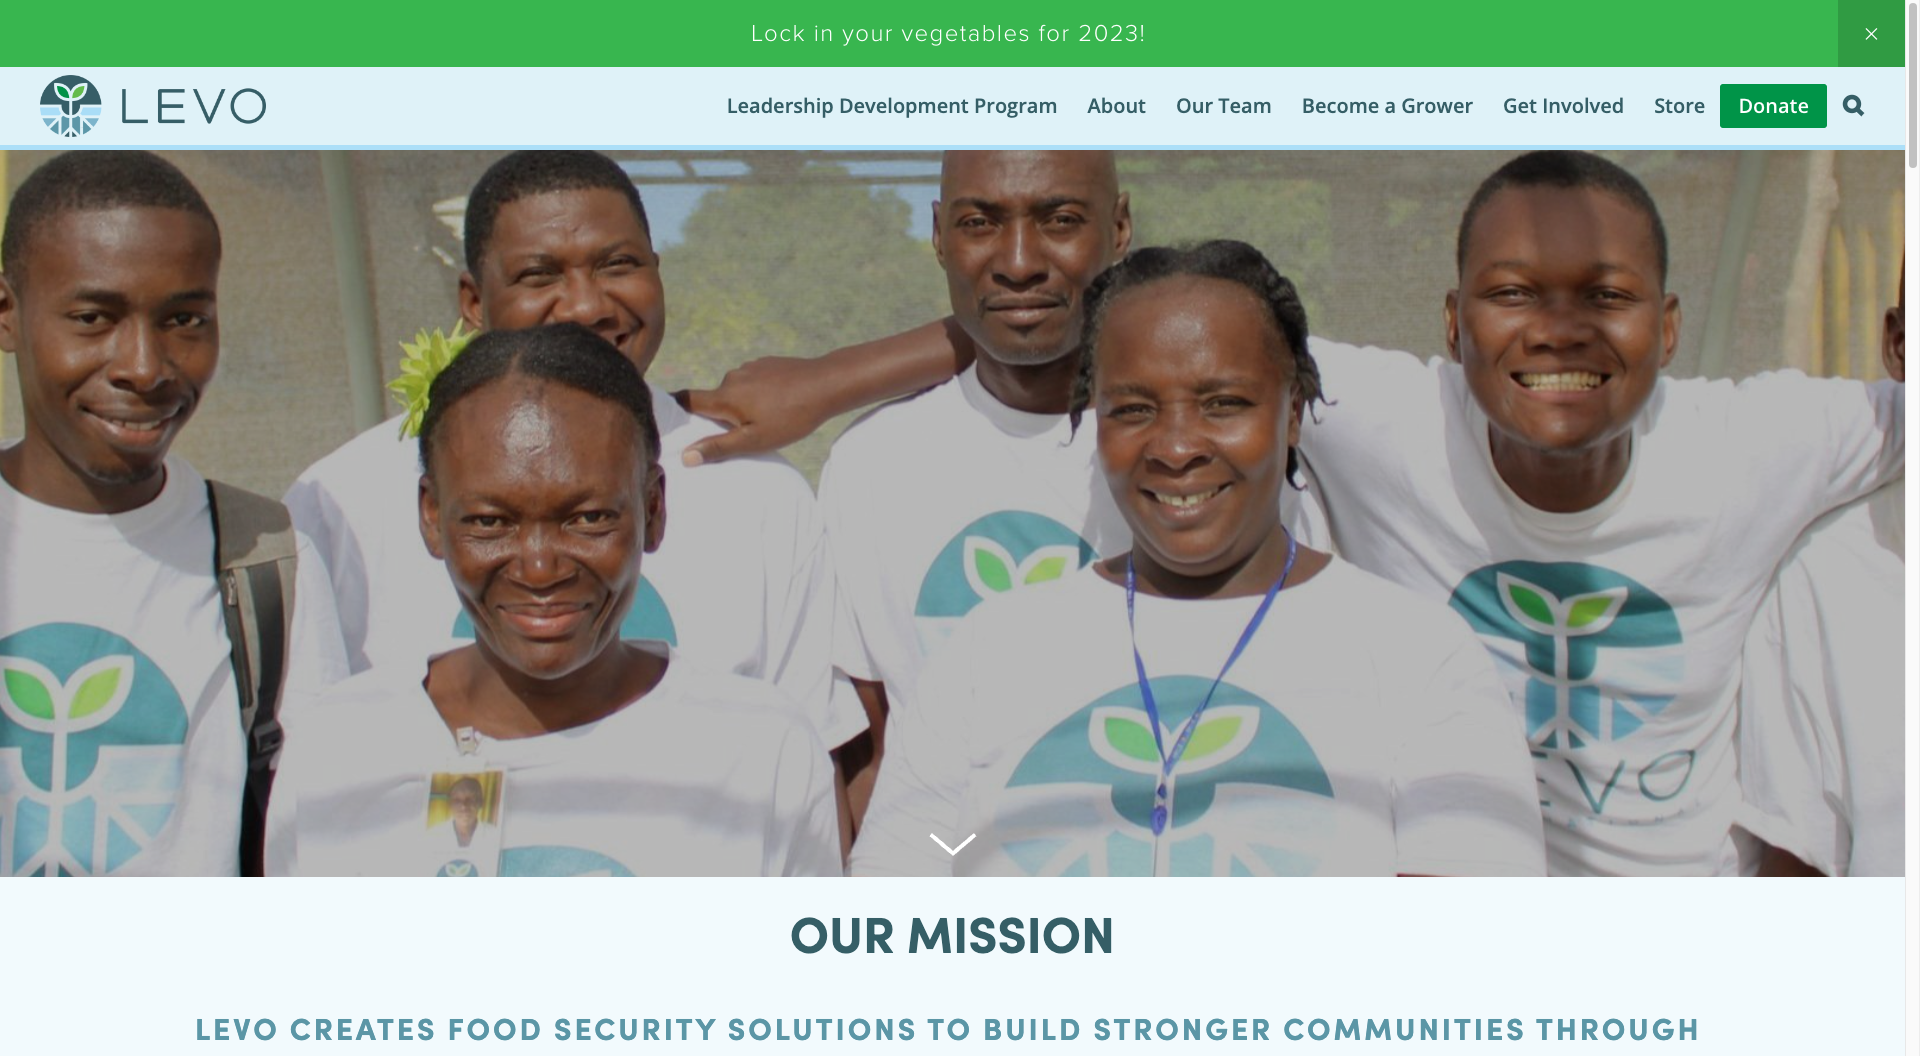 Lock in your vegetables for 2023!
LEVO
Leadership Development Program
About
Our Team
Become a Grower
Get Involved
Store
Donate
EVO
OUR MISSION
LEVO CREATES FOOD SECURITY SOLUTIONS TO BUILD STRONGER COMMUNITIES THROUGH